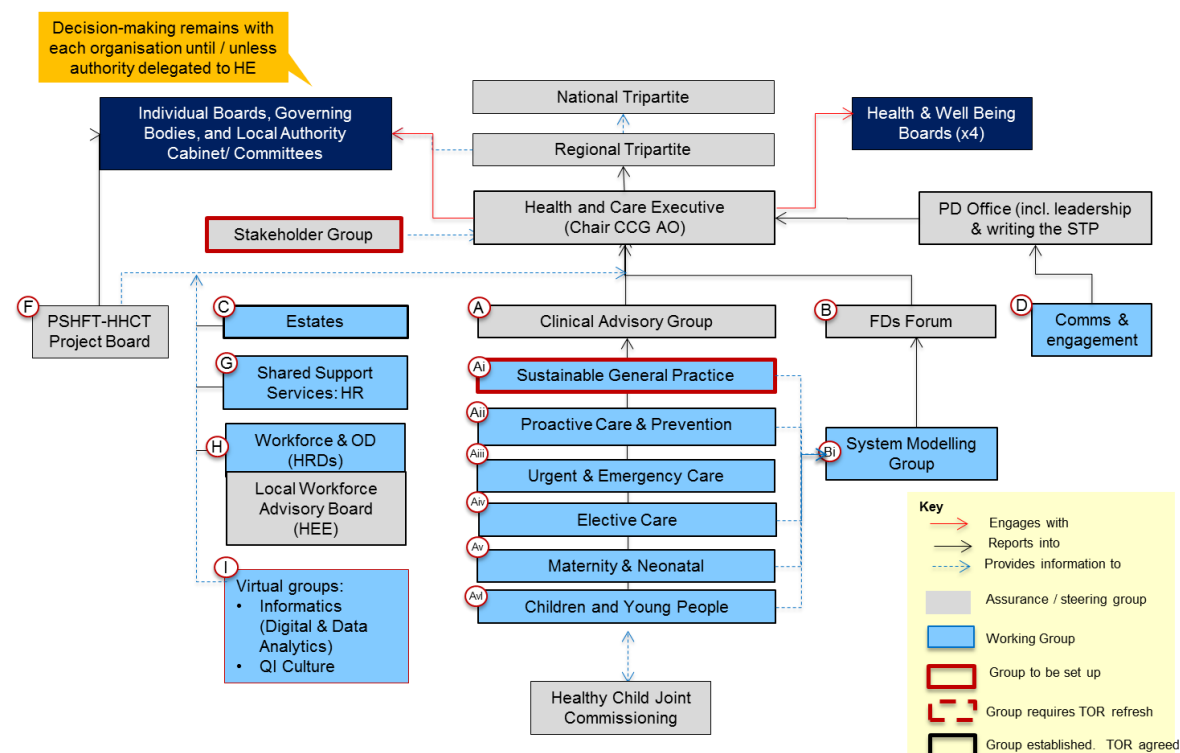 Decision-making remains with
each organisation until / unless
authority delegated to HE
Individual Boards, Governing
Bodies, and Local Authority
Cabinet/ Committees
National Tripartite
Regional Tripartite
Health & Well Being
Boards (x4)
Health and Care Executive
(Chair CCG AO)
PD Office (incl. leadership
& writing the STP
Stakeholder Group
F
PSHFT-HHCT
Project Board
C
Estates
A
Clinical Advisory Group
B
FDs Forum
D
Comms &
engagement
G
Shared Support
Services: HR
Ai
Sustainable General Practice
Aii
Proactive Care & Prevention
H
Workforce & OD
(HRDs)
Local Workforce
Advisory Board
(HEE)
Aiii
Urgent & Emergency Care
Bi
System Modelling
Group
Aiv
Elective Care
Av
Maternity & Neonatal
Avi
Children and Young People
I
Virtual groups:
• Informatics
(Digital & Data
Analytics)
• QI Culture
Healthy Child Joint
Commissioning
Key
Engages with
Reports into
Provides information to
Assurance / steering group
Working Group
Group to be set up
Group requires TOR refresh
Group established. TOR agreed